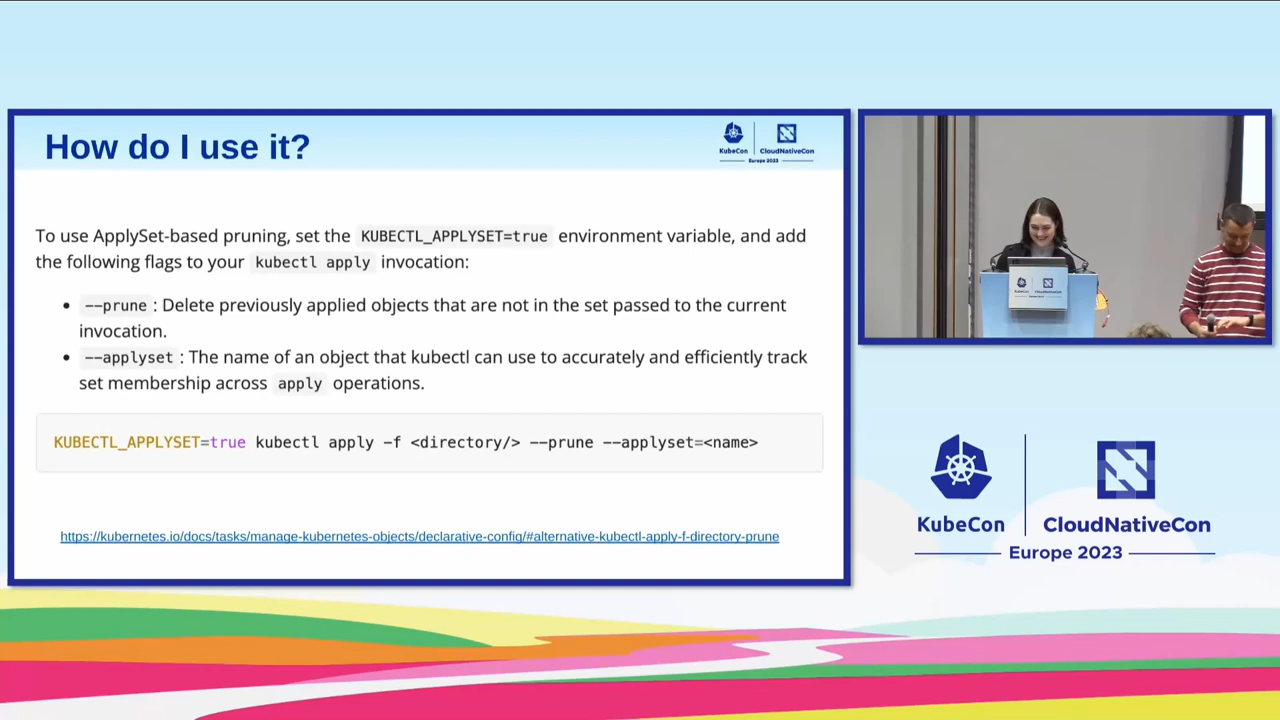 How do I use it?
KubeCon
CloudNativeCon
Europe 2023
To use ApplySet-based pruning, set the KUBECTL_APPLYSET=true environment variable, and add
the following flags to your kubectl apply invocation:
• --prune : Delete previously applied objects that are not in the set passed to the current
invocation.
• --applyset : The name of an object that kubectl can use to accurately and efficiently track
set membership across apply operations.
KUBECTL_APPLYSET=true kubectl apply -f <directory/> --prune --applyset=<name>
https://kubernetes.io/docs/tasks/manage-kubernetes-objects/declarative-config/#alternative-kubectl-apply-f-directory-prune
KubeCon
CloudNativeCon
Europe 2023